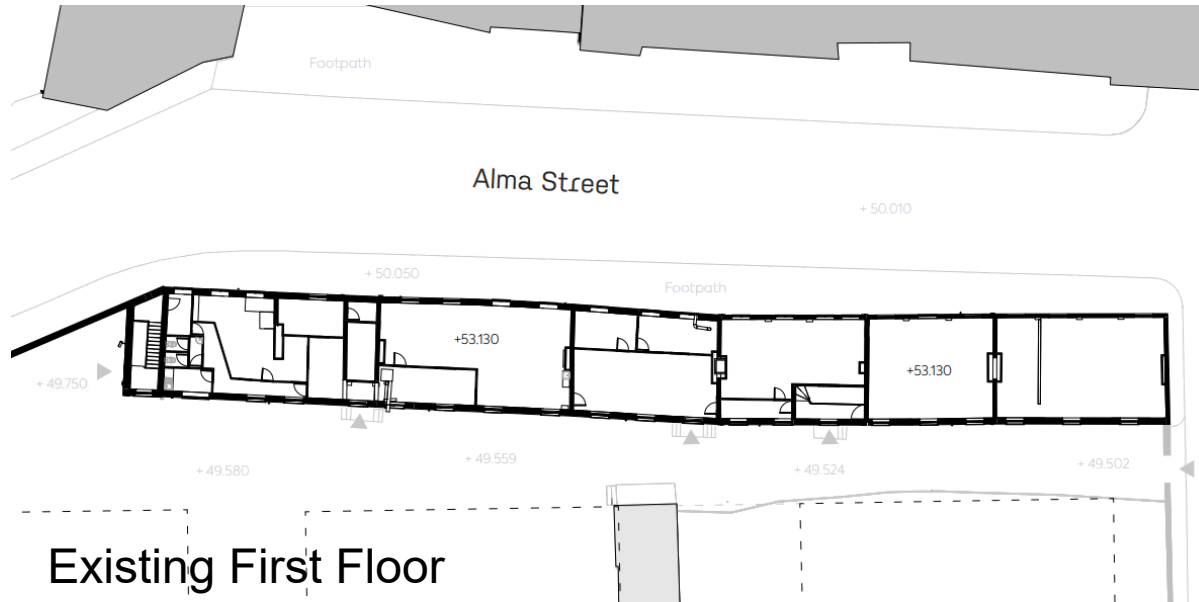 Footpath
Alma Street
+ 50.010
+ 50.050
Footpath
+53.130
+53.130
+ 49.750
+ 49.559
+ 49.580
+ 49.524
+ 49.502
Existing First Floor